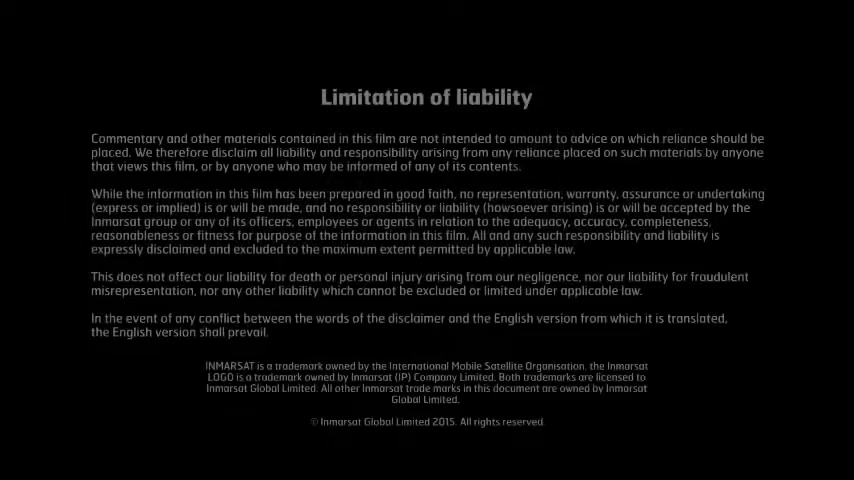 Limitation of liability
Commentary and other materials contained in this film are not intended to amount to advice on which reliance should be
placed. We therefore disclaim all liability and responsibility arising from any reliance placed on such materials by anyone
that views this film, or by anyone who may be informed of any of its contents.
While the information in this film has been prepared in good faith, no representation, warranty, assurance or undertaking
(express or implied) is or will be made, and no responsibility or liability (howsoever arising) is or will be accepted by the
Inmarsat group or any of its officers, employees or agents in relation to the adequacy, accuracy, completeness,
reasonableness or fitness for purpose of the information in this film. All and any such responsibility and liability is
expressly disclaimed and excluded to the maximum extent permitted by applicable law.
This does not affect our liability for death or personal injury arising from our negligence, nor our liability for fraudulent
misrepresentation, nor any other liability which cannot be excluded or limited under applicable law.
In the event of any conflict between the words of the disclaimer and the English version from which it is translated,
the English version shall prevail.
INMARSAT is a trademark owned by the International Mobile Satellite Organisation, the Inmarsat
LOGO is a trademark owned by Inmarsat (IP) Company Limited. Both trademarks are licensed to
Inmarsat Global Limited. All other Inmarsat trade marks in this document are owned by Inmarsat
Global Limited.
© Inmarsat Global Limited 2015. All rights reserved.